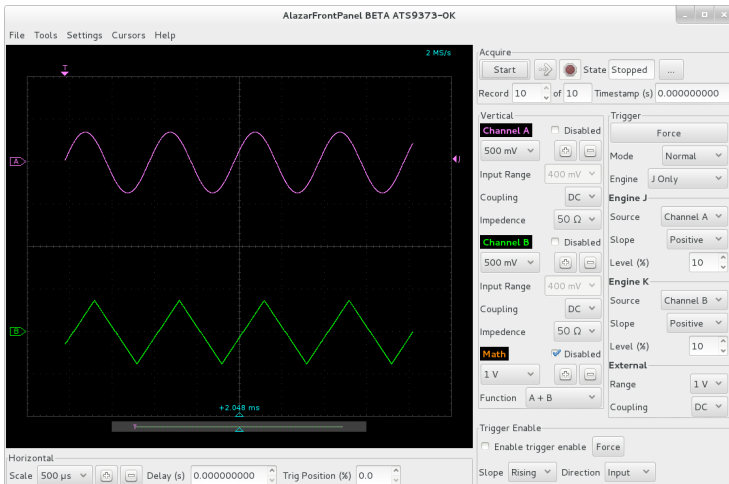 AlazarFrontPanel BETA ATS9373-OK
File Tools Settings Cursors Help
2 MS/s
T
A
J
B
+2.048 ms
Horizontal
Scale 500 µs Delay (s) 0.000000000 Trig Position (%) 0.0
Acquire
Start State Stopped ...
Record 10 of 10 Timestamp (s) 0.000000000
Vertical
Channel A Disabled
500 mV
Input Range 400 mV
Coupling DC
Impedence 50 Ω
Channel B Disabled
500 mV
Input Range 400 mV
Coupling DC
Impedence 50 Ω
Math Disabled
1 V
Function A + B
Trigger
Force
Mode Normal
Engine J Only
Engine J
Source Channel A
Slope Positive
Level (%) 10
Engine K
Source Channel B
Slope Positive
Level (%) 10
External
Range 1 V
Coupling DC
Trigger Enable
Enable trigger enable Force
Slope Rising Direction Input